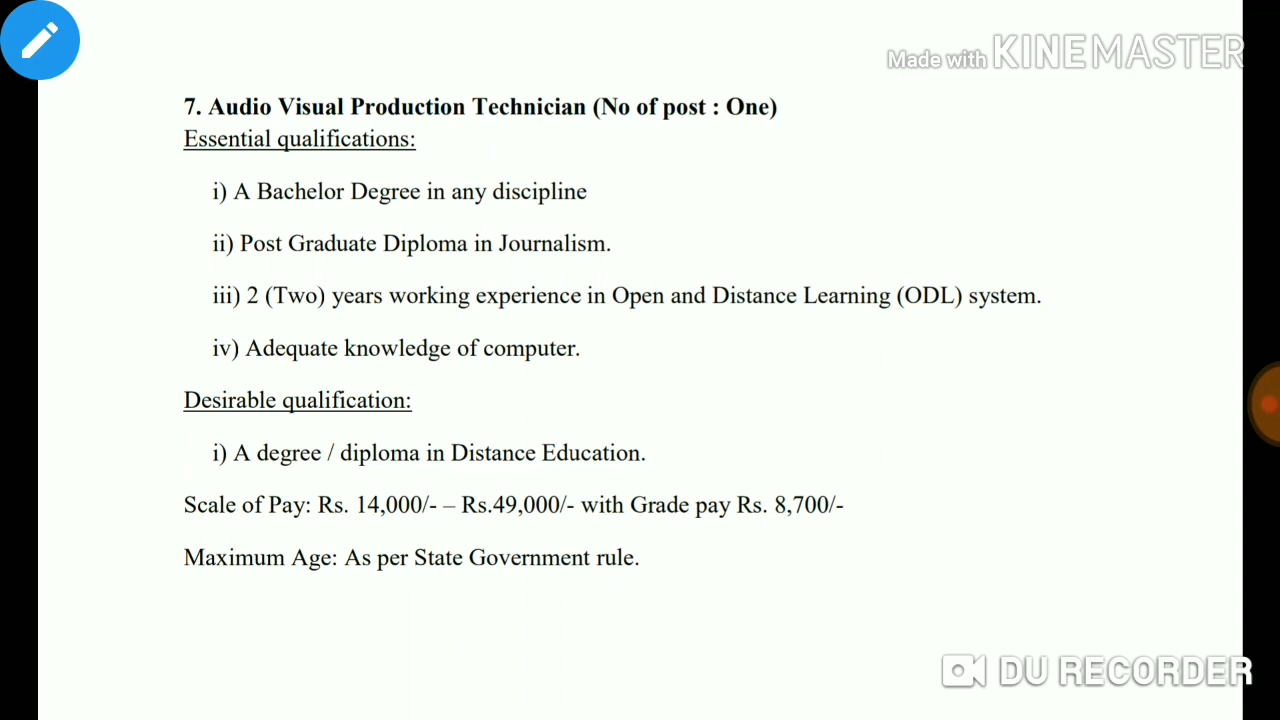 Made with KINEMASTER
7. Audio Visual Production Technician (No of post : One)
Essential qualifications:
i) A Bachelor Degree in any discipline
ii) Post Graduate Diploma in Journalism.
iii) 2 (Two) years working experience in Open and Distance Learning (ODL) system.
iv) Adequate knowledge of computer.
Desirable qualification:
i) A degree / diploma in Distance Education.
Scale of Pay: Rs. 14,000/- – Rs.49,000/- with Grade pay Rs. 8,700/-
Maximum Age: As per State Government rule.
DU RECORDER